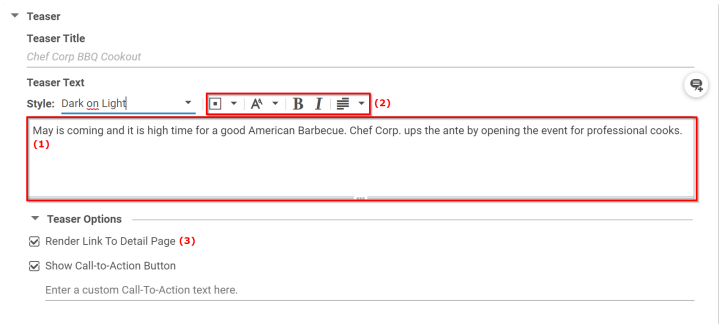 Teaser
Teaser Title
Chef Corp BBQ Cookout
Teaser Text
Style: Dark on Light B I (2)
May is coming and it is high time for a good American Barbecue. Chef Corp. ups the ante by opening the event for professional cooks.
(1)
Teaser Options
Render Link To Detail Page (3)
Show Call-to-Action Button
Enter a custom Call-To-Action text here.